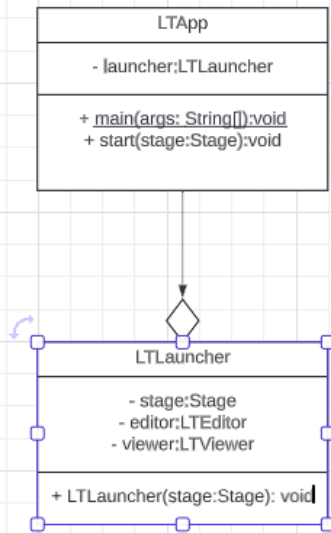 LTApp
- launcher:LTLauncher
+ main(args: String[]):void
+ start(stage:Stage):void
LTLauncher
- stage:Stage
- editor:LTEditor
- viewer:LTViewer
+ LTLauncher(stage:Stage): void